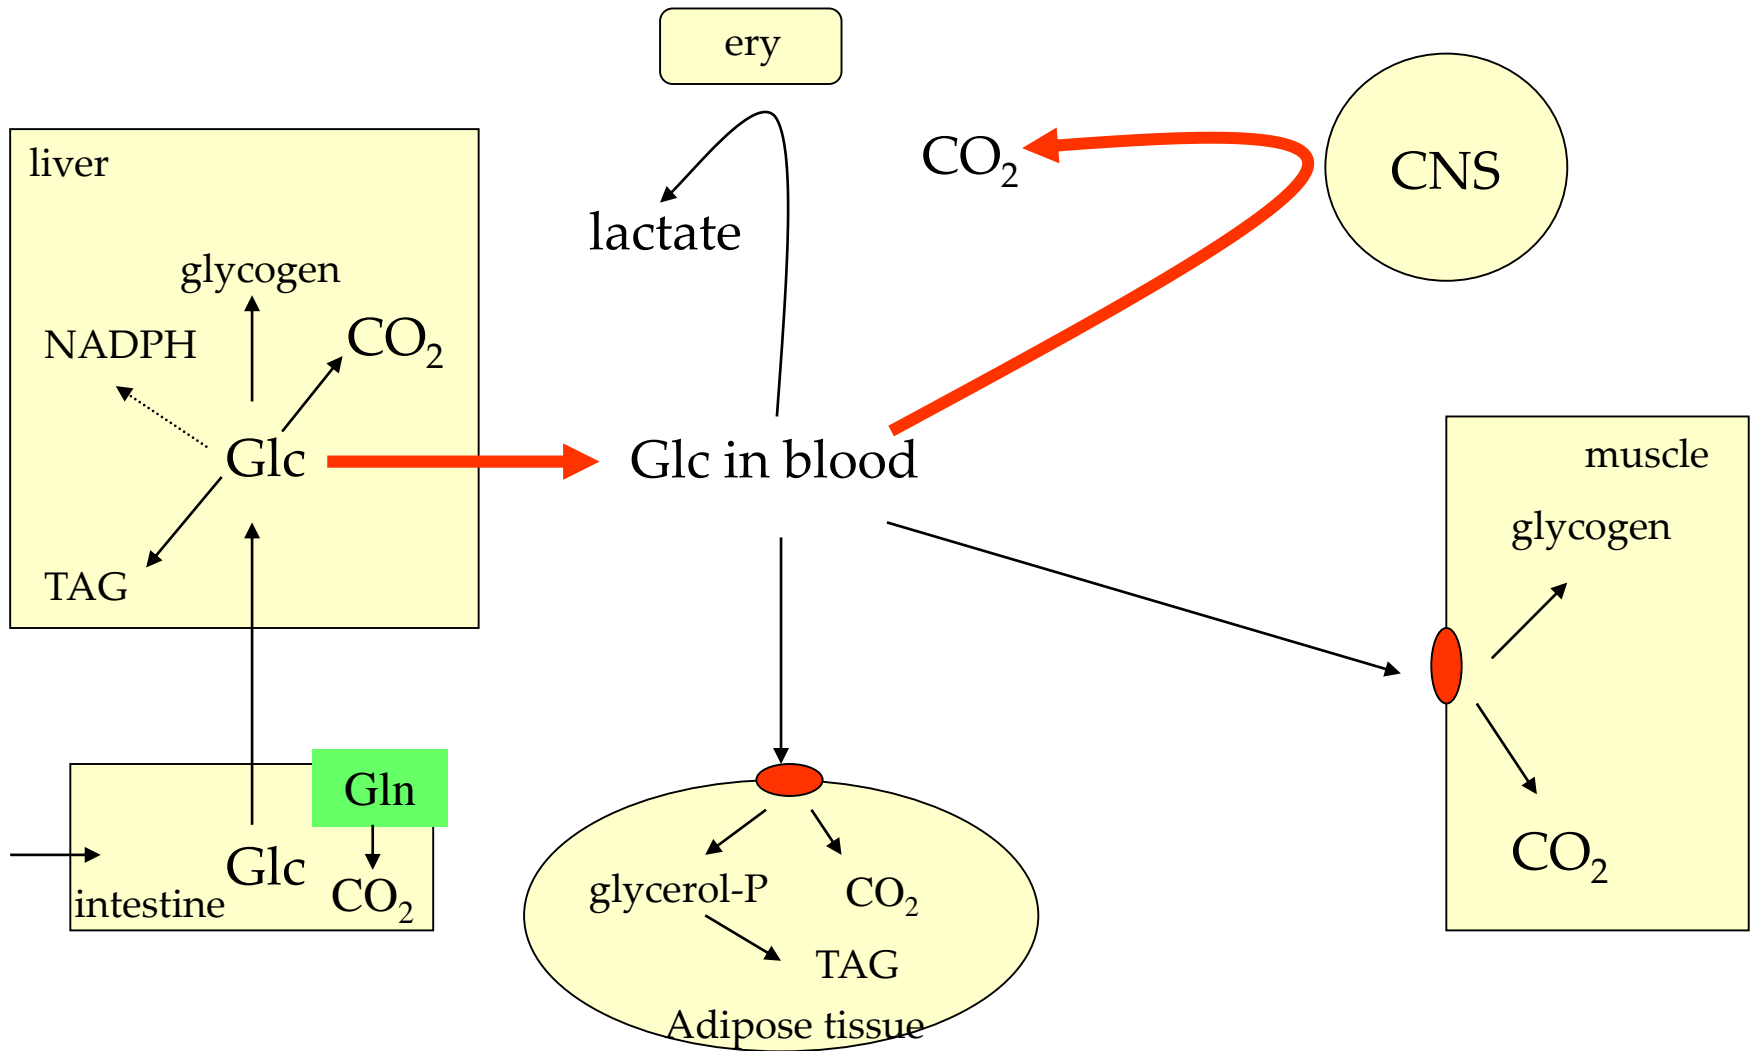 ery
CO₂
CNS
liver
lactate
glycogen
NADPH
CO₂
Glc
Glc in blood
TAG
muscle
glycogen
CO₂
Gln
Glc
CO₂
intestine
glycerol-P
CO₂
TAG
Adipose tissue